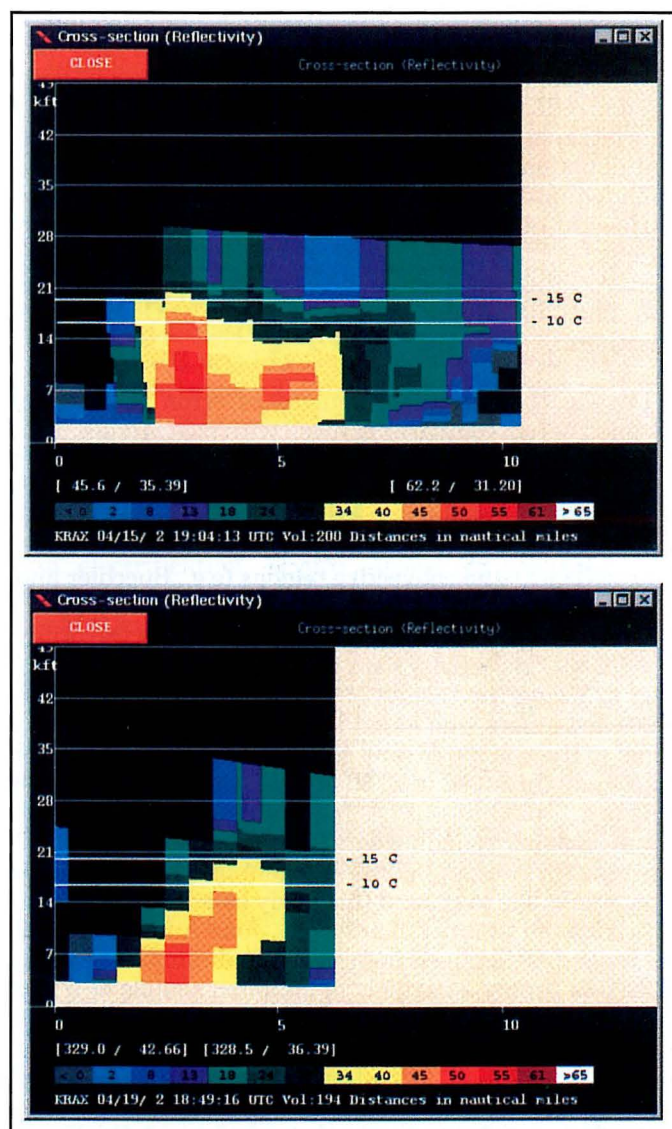 Cross-section (Reflectivity)
CLOSE
Cross-section (Reflectivity)
kft
42
35
28
21
- 15 C
- 10 C
14
7
0
0 5 10
[ 45.6 / 35.39] [ 62.2 / 31.20]
< 0 2 8 13 18 24 34 40 45 50 55 61 >65
KRAX 04/15/ 2 19:04:13 UTC Vol:200 Distances in nautical miles
Cross-section (Reflectivity)
CLOSE
Cross-section (Reflectivity)
kft
42
35
28
21
- 15 C
- 10 C
14
7
0
0 5 10
[329.0 / 42.66] [328.5 / 36.39]
< 0 2 8 13 18 24 34 40 45 50 55 61 >65
KRAX 04/19/ 2 18:49:16 UTC Vol:194 Distances in nautical miles